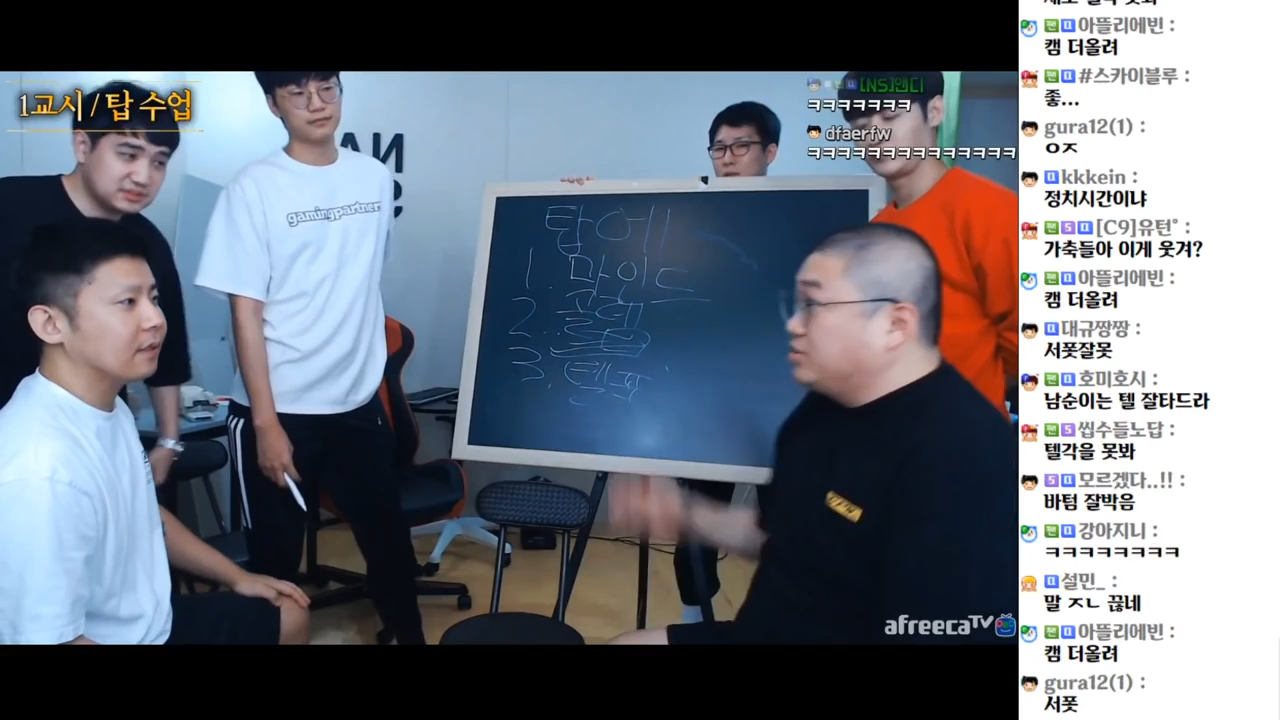 1교시 / 탑 수업
gamingpartner
[NS]앤디
ㅋㅋㅋㅋㅋㅋㅋ
dfaerfw
ㅋㅋㅋㅋㅋㅋㅋㅋㅋㅋㅋㅋㅋㅋ
탑에
1. 마인드
2.
3. 텔포
afreecaTV
아뜰리에빈 :
캠 더올려
#스카이블루 :
좋...
gura12(1) :
ㅇㅈ
kkkein :
정치시간이냐
[C9]유턴° :
가축들아 이게 웃겨?
아뜰리에빈 :
캠 더올려
대규짱짱 :
서폿잘못
호미호시 :
남순이는 텔 잘타드라
씹수들노답 :
텔각을 못봐
모르겠다..!! :
바텀 잘박음
강아지니 :
ㅋㅋㅋㅋㅋㅋㅋㅋ
설민_ :
말 ㅈㄴ 끊네
아뜰리에빈 :
캠 더올려
gura12(1) :
서폿